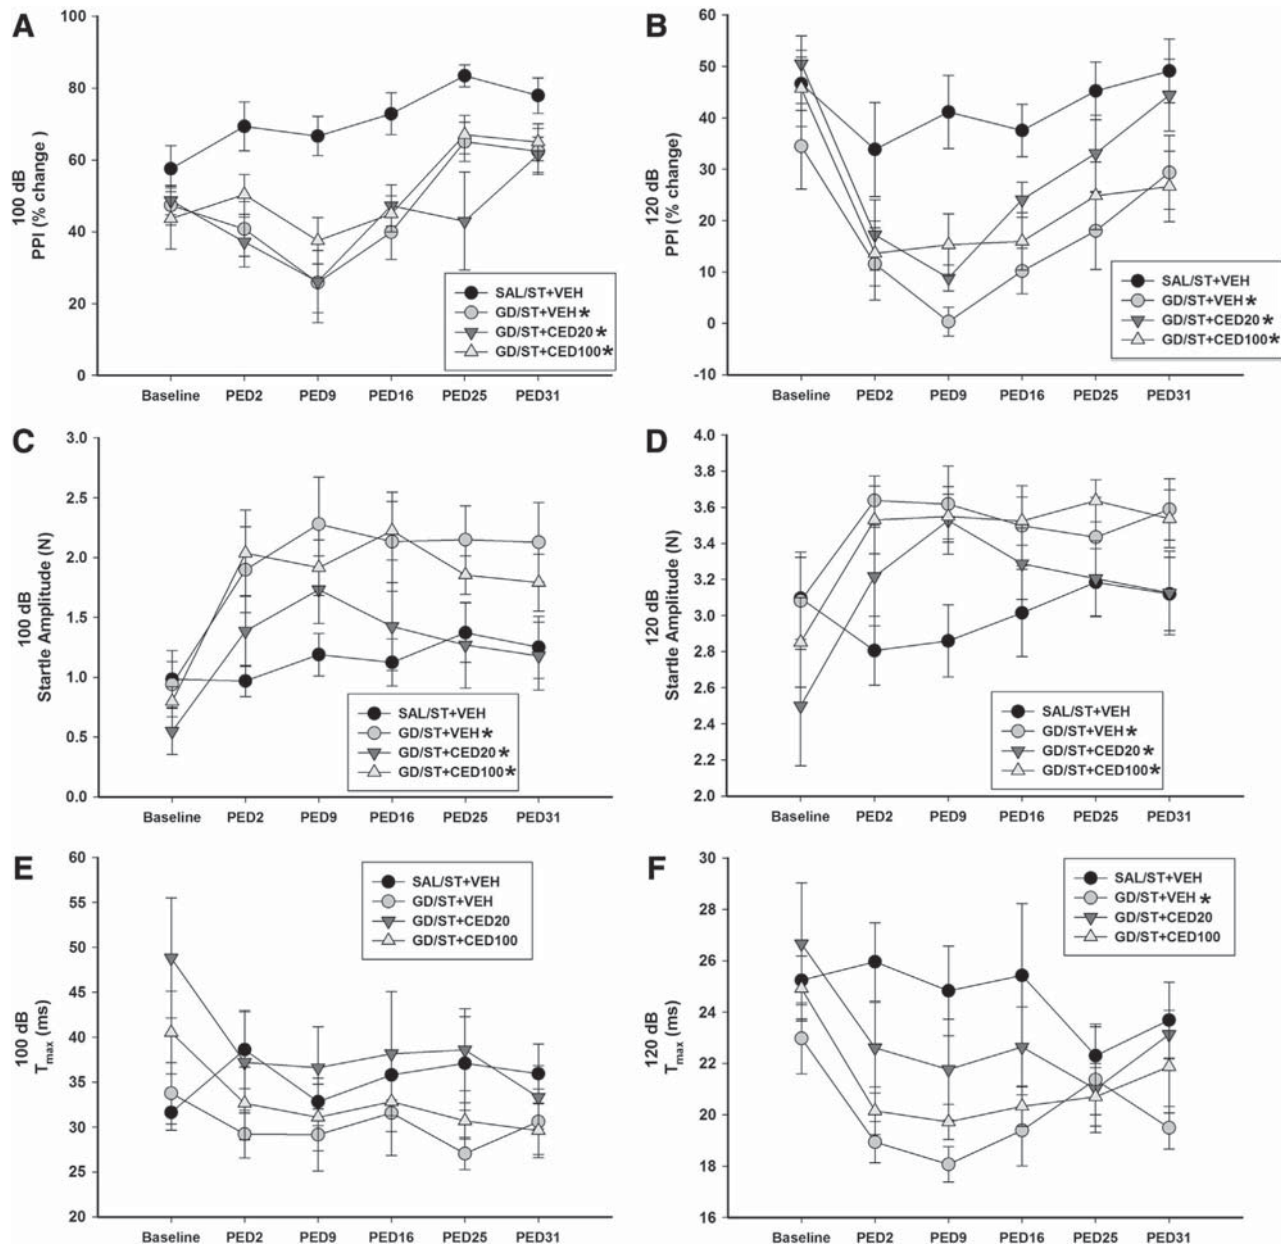 A
100 dB
PPI (% change)
100
80
60
40
20
0
SAL/ST+VEH
GD/ST+VEH*
GD/ST+CED20*
GD/ST+CED100*
Baseline PED2 PED9 PED16 PED25 PED31
B
120 dB
PPI (% change)
60
50
40
30
20
10
0
-10
SAL/ST+VEH
GD/ST+VEH*
GD/ST+CED20*
GD/ST+CED100*
Baseline PED2 PED9 PED16 PED25 PED31
C
100 dB
Startle Amplitude (N)
3.0
2.5
2.0
1.5
1.0
0.5
0.0
SAL/ST+VEH
GD/ST+VEH*
GD/ST+CED20*
GD/ST+CED100*
Baseline PED2 PED9 PED16 PED25 PED31
D
120 dB
Startle Amplitude (N)
4.0
3.8
3.6
3.4
3.2
3.0
2.8
2.6
2.4
2.2
2.0
SAL/ST+VEH
GD/ST+VEH*
GD/ST+CED20*
GD/ST+CED100*
Baseline PED2 PED9 PED16 PED25 PED31
E
100 dB
Tmax (ms)
60
55
50
45
40
35
30
25
20
SAL/ST+VEH
GD/ST+VEH
GD/ST+CED20
GD/ST+CED100
Baseline PED2 PED9 PED16 PED25 PED31
F
120 dB
Tmax (ms)
30
28
26
24
22
20
18
16
SAL/ST+VEH
GD/ST+VEH*
GD/ST+CED20
GD/ST+CED100
Baseline PED2 PED9 PED16 PED25 PED31